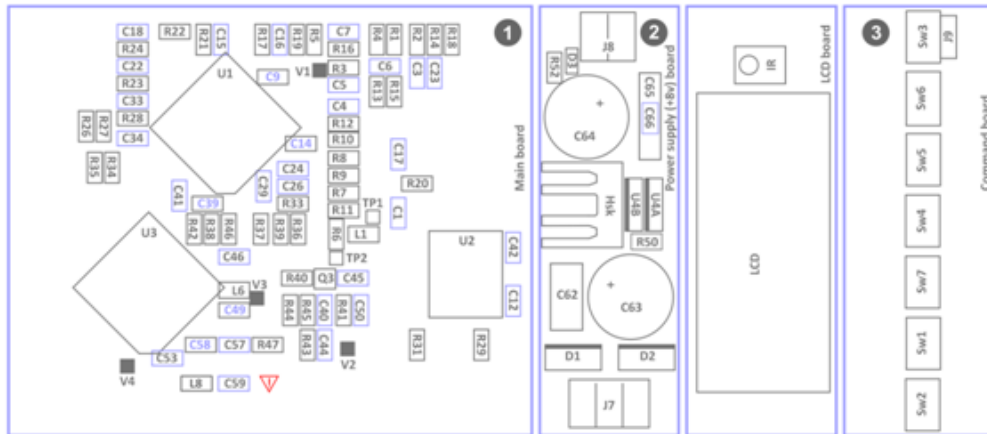 C18 R22 R21 C15 R17 C16 R19 R5 C7 R4 R1 R2 R14 R18
R24 R16
C22 U1 V1 R3 C6 C3 C23
R23 C9 C5 R13 R15
C33 C4
R26 R27 R28 R12
C34 C14 R10
R35 R34 R8 C17
C24 R9
C41 C29 C26 R7 R20
C39 R33 R11 TP1 C1
U3 R42 R38 R46 R37 R39 R36 R6 L1 U2 C42
C46 TP2
R40 Q3 C45
L6 V3
C49 R44 R45 C40 R41 C50 C12
C58 C57 R47 R43 C44 V2 R31 R29
C53
V4
L8 C59
1
Main board
J8 2
R52 D3
C65
C64 C66
+
Power supply (+8v) board
Hsk U4B U4A
R50
+
C62 C63
D1 D2
J7
IR
LCD board
LCD
3
Sw3 J9
Sw6
Sw5
Sw4
Sw7
Sw1
Sw2